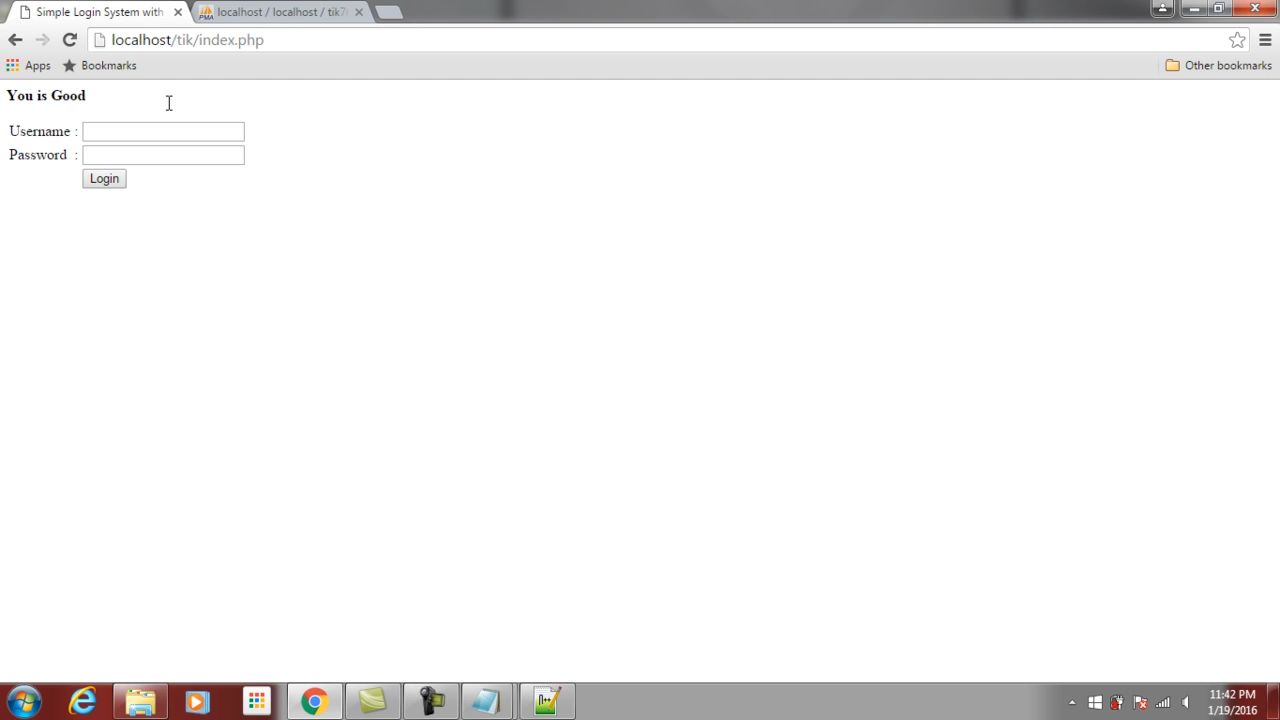 Simple Login System with
localhost / localhost / tik
localhost/tik/index.php
Apps
Bookmarks
Other bookmarks
You is Good
Username :
Password :
Login
11:42 PM
1/19/2016